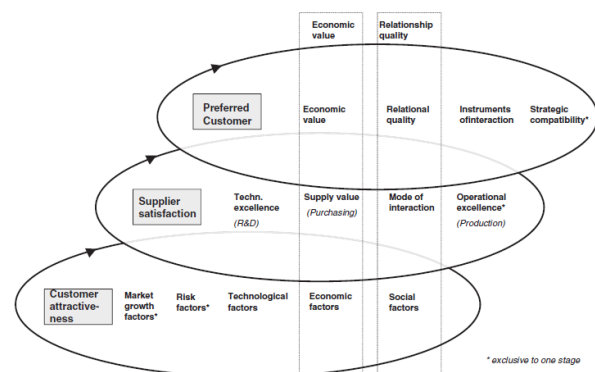 Economic
value
Relationship
quality
Preferred
Customer
Economic
value
Relational
quality
Instruments
ofinteraction
Strategic
compatibility*
Supplier
satisfaction
Techn.
excellence
(R&D)
Supply value
(Purchasing)
Mode of
interaction
Operational
excellence*
(Production)
Customer
attractive-
ness
Market
growth
factors*
Risk
factors*
Technological
factors
Economic
factors
Social
factors
* exclusive to one stage